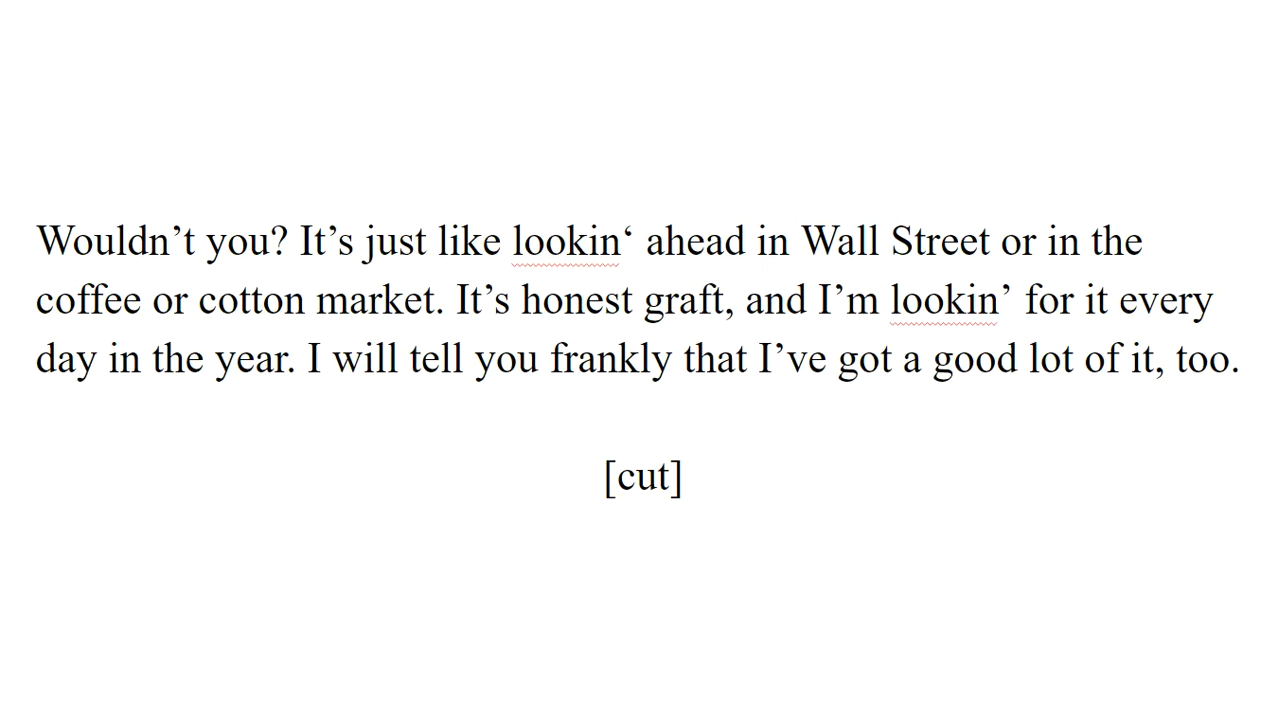 Wouldn’t you? It’s just like lookin‘ ahead in Wall Street or in the
coffee or cotton market. It’s honest graft, and I’m lookin’ for it every
day in the year. I will tell you frankly that I’ve got a good lot of it, too.
[cut]